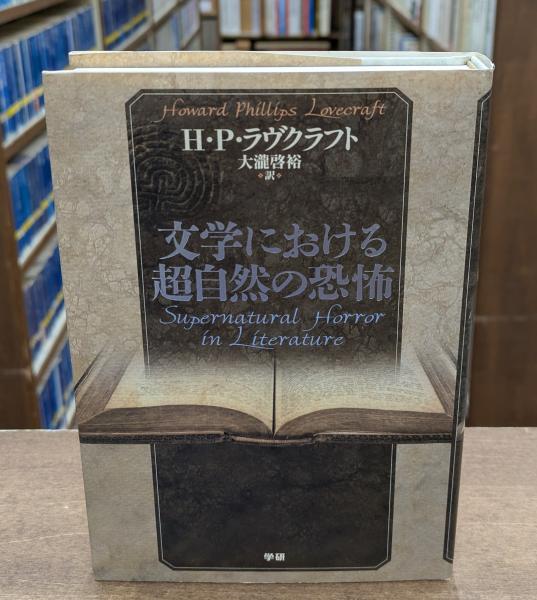 Howard Phillips Lovecraft
H・P・ラヴクラフト
大瀧啓裕
訳
文学における
超自然の恐怖
Supernatural Horror
in Literature
学研